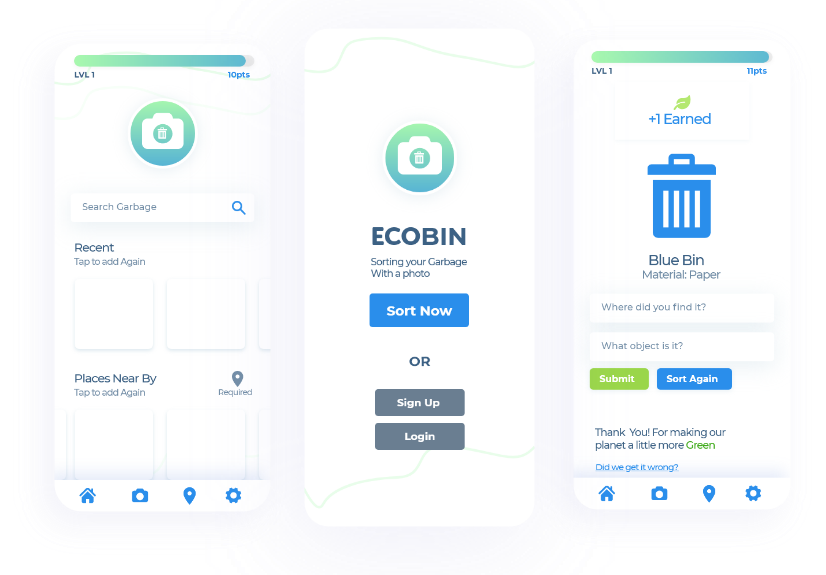 LVL 1
10pts
Search Garbage
Recent
Tap to add Again
Places Near By
Tap to add Again
Required
ECOBIN
Sorting your Garbage
With a photo
Sort Now
OR
Sign Up
Login
LVL 1
11pts
+1 Earned
Blue Bin
Material: Paper
Where did you find it?
What object is it?
Submit
Sort Again
Thank You! For making our
planet a little more Green
Did we get it wrong?